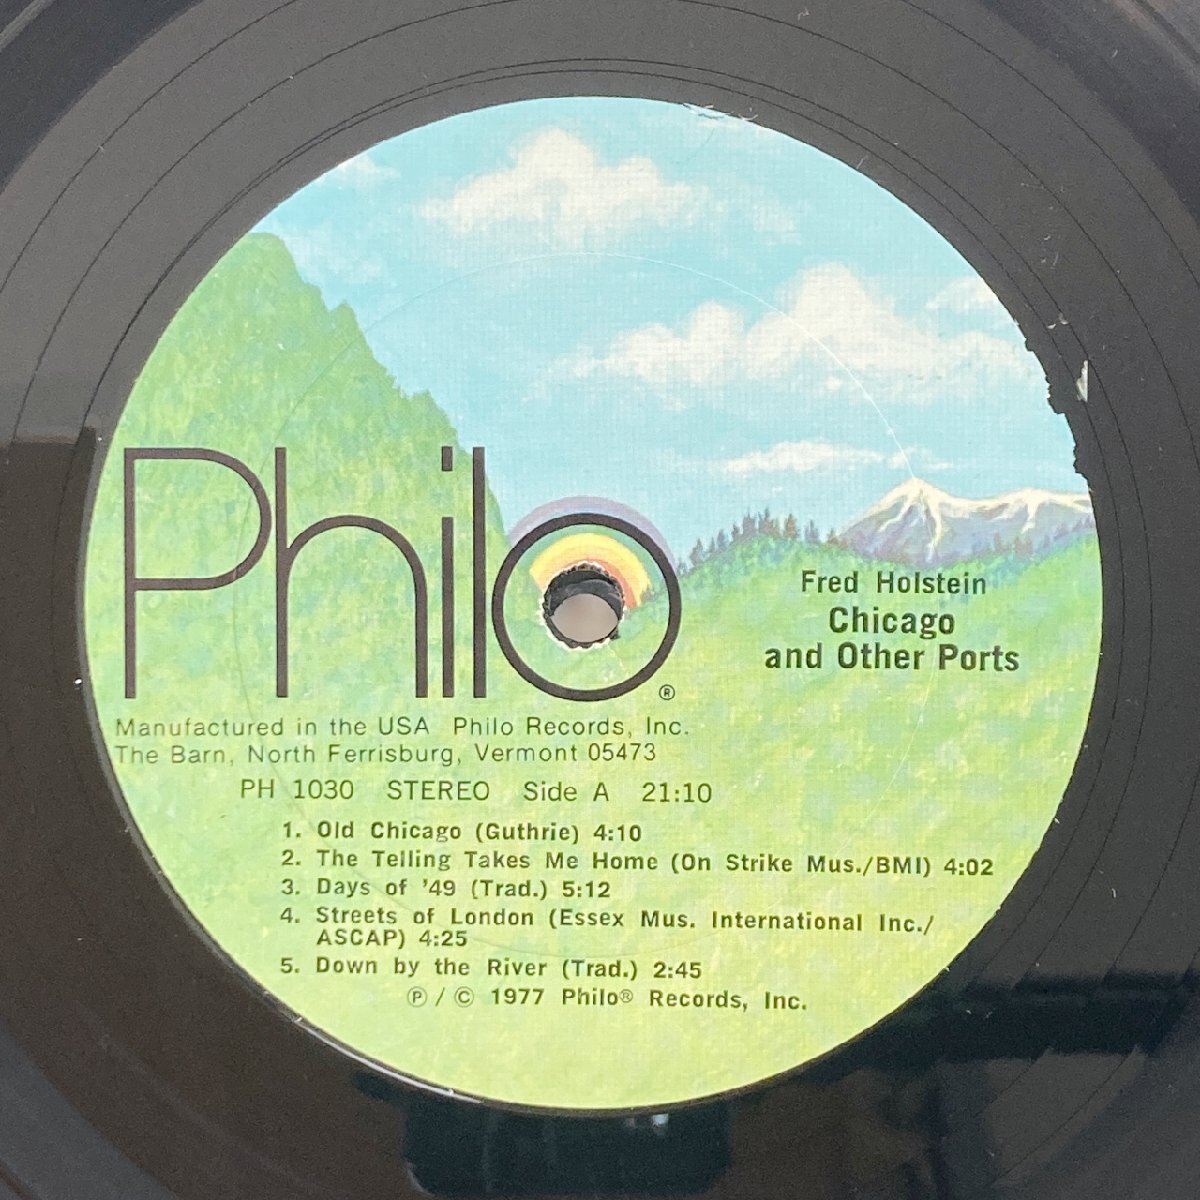 Philo®
Fred Holstein
Chicago
and Other Ports
Manufactured in the USA Philo Records, Inc.
The Barn, North Ferrisburg, Vermont 05473
PH 1030 STEREO Side A 21:10
1. Old Chicago (Guthrie) 4:10
2. The Telling Takes Me Home (On Strike Mus./BMI) 4:02
3. Days of '49 (Trad.) 5:12
4. Streets of London (Essex Mus. International Inc./
ASCAP) 4:25
5. Down by the River (Trad.) 2:45
℗/© 1977 Philo® Records, Inc.